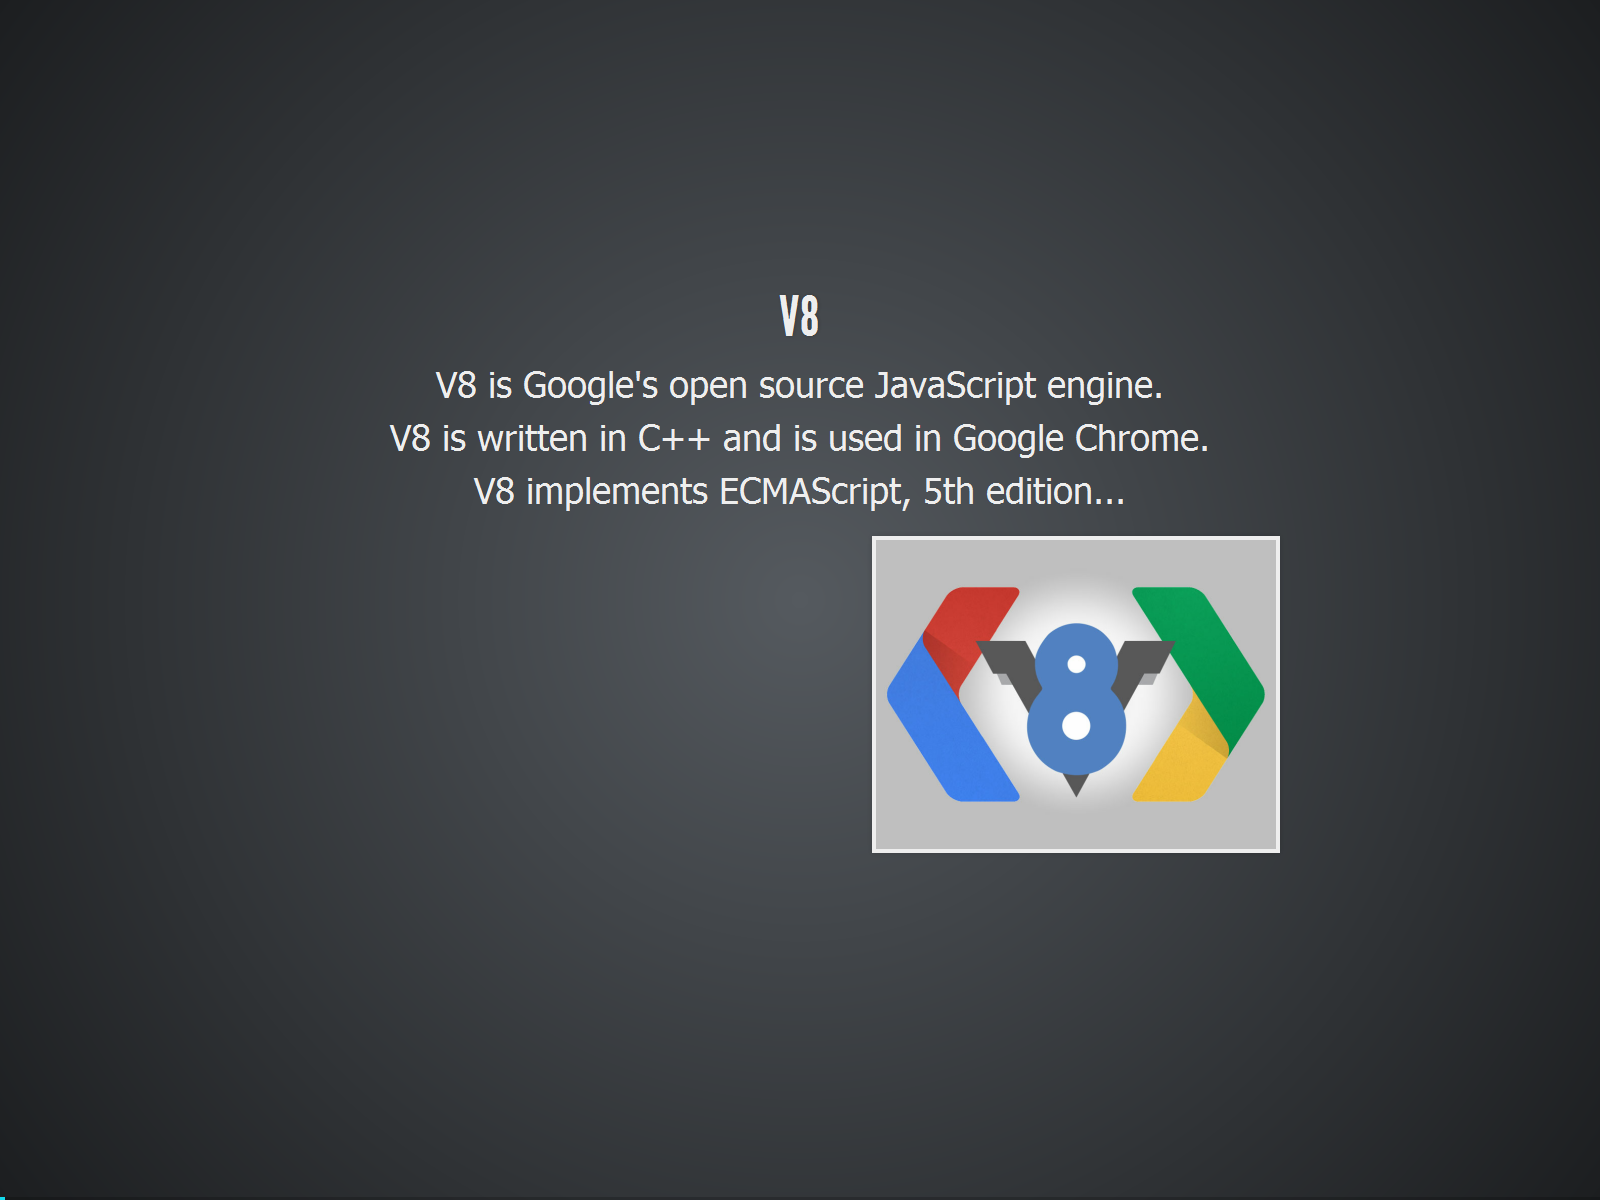 V8
V8 is Google's open source JavaScript engine.
V8 is written in C++ and is used in Google Chrome.
V8 implements ECMAScript, 5th edition...
V8